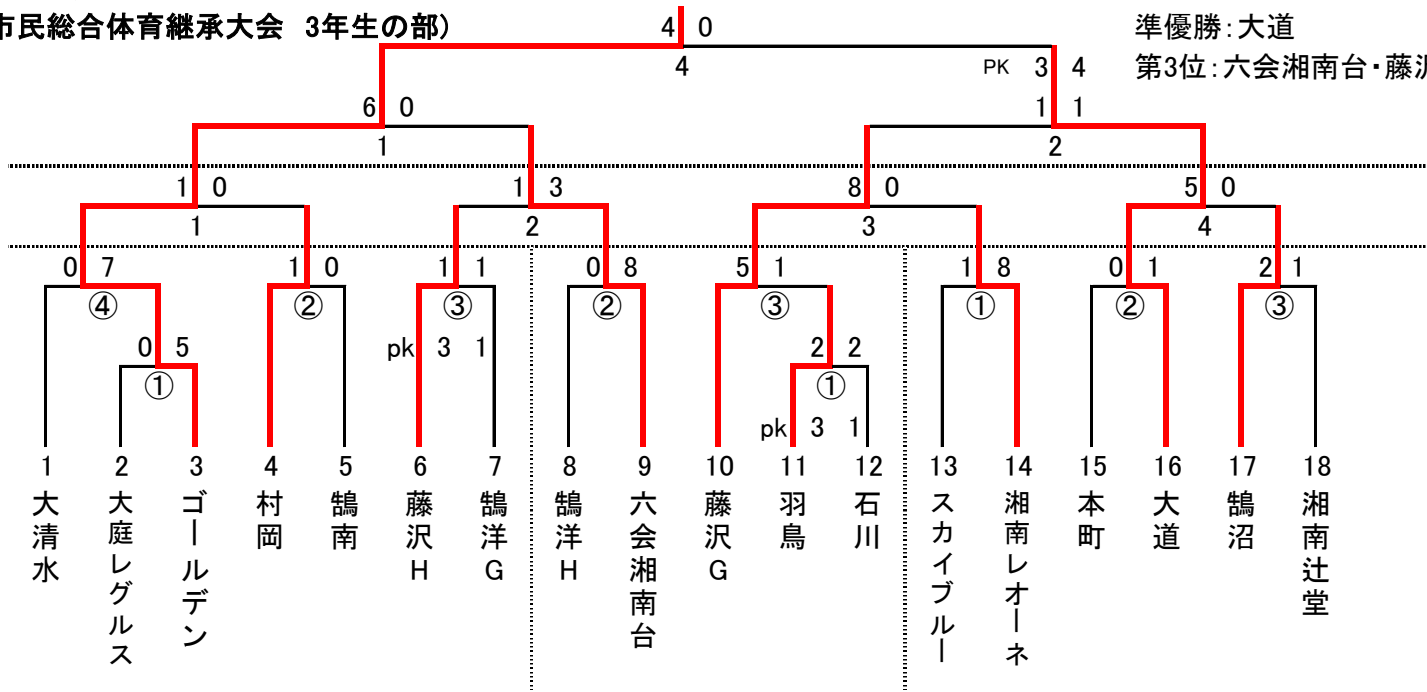 市民総合体育継承大会 3年生の部)
4 0
準優勝:大道
4
PK 3 4
第3位:六会湘南台・藤沢
6 0
1 1
1
2
1 0
1 3
8 0
5 0
1
2
3
4
0 7
1 0
1 1
0 8
5 1
1 8
0 1
2 1
④
②
③
②
③
①
②
③
0 5
pk 3 1
2 2
①
①
pk 3 1
1
2
3
4
5
6
7
8
9
10
11
12
13
14
15
16
17
18
大清水
大庭レグルス
ゴールデン
村岡
鵠南
藤沢H
鵠洋G
鵠洋H
六会湘南台
藤沢G
羽鳥
石川
スカイブルー
湘南レオーネ
本町
大道
鵠沼
湘南辻堂